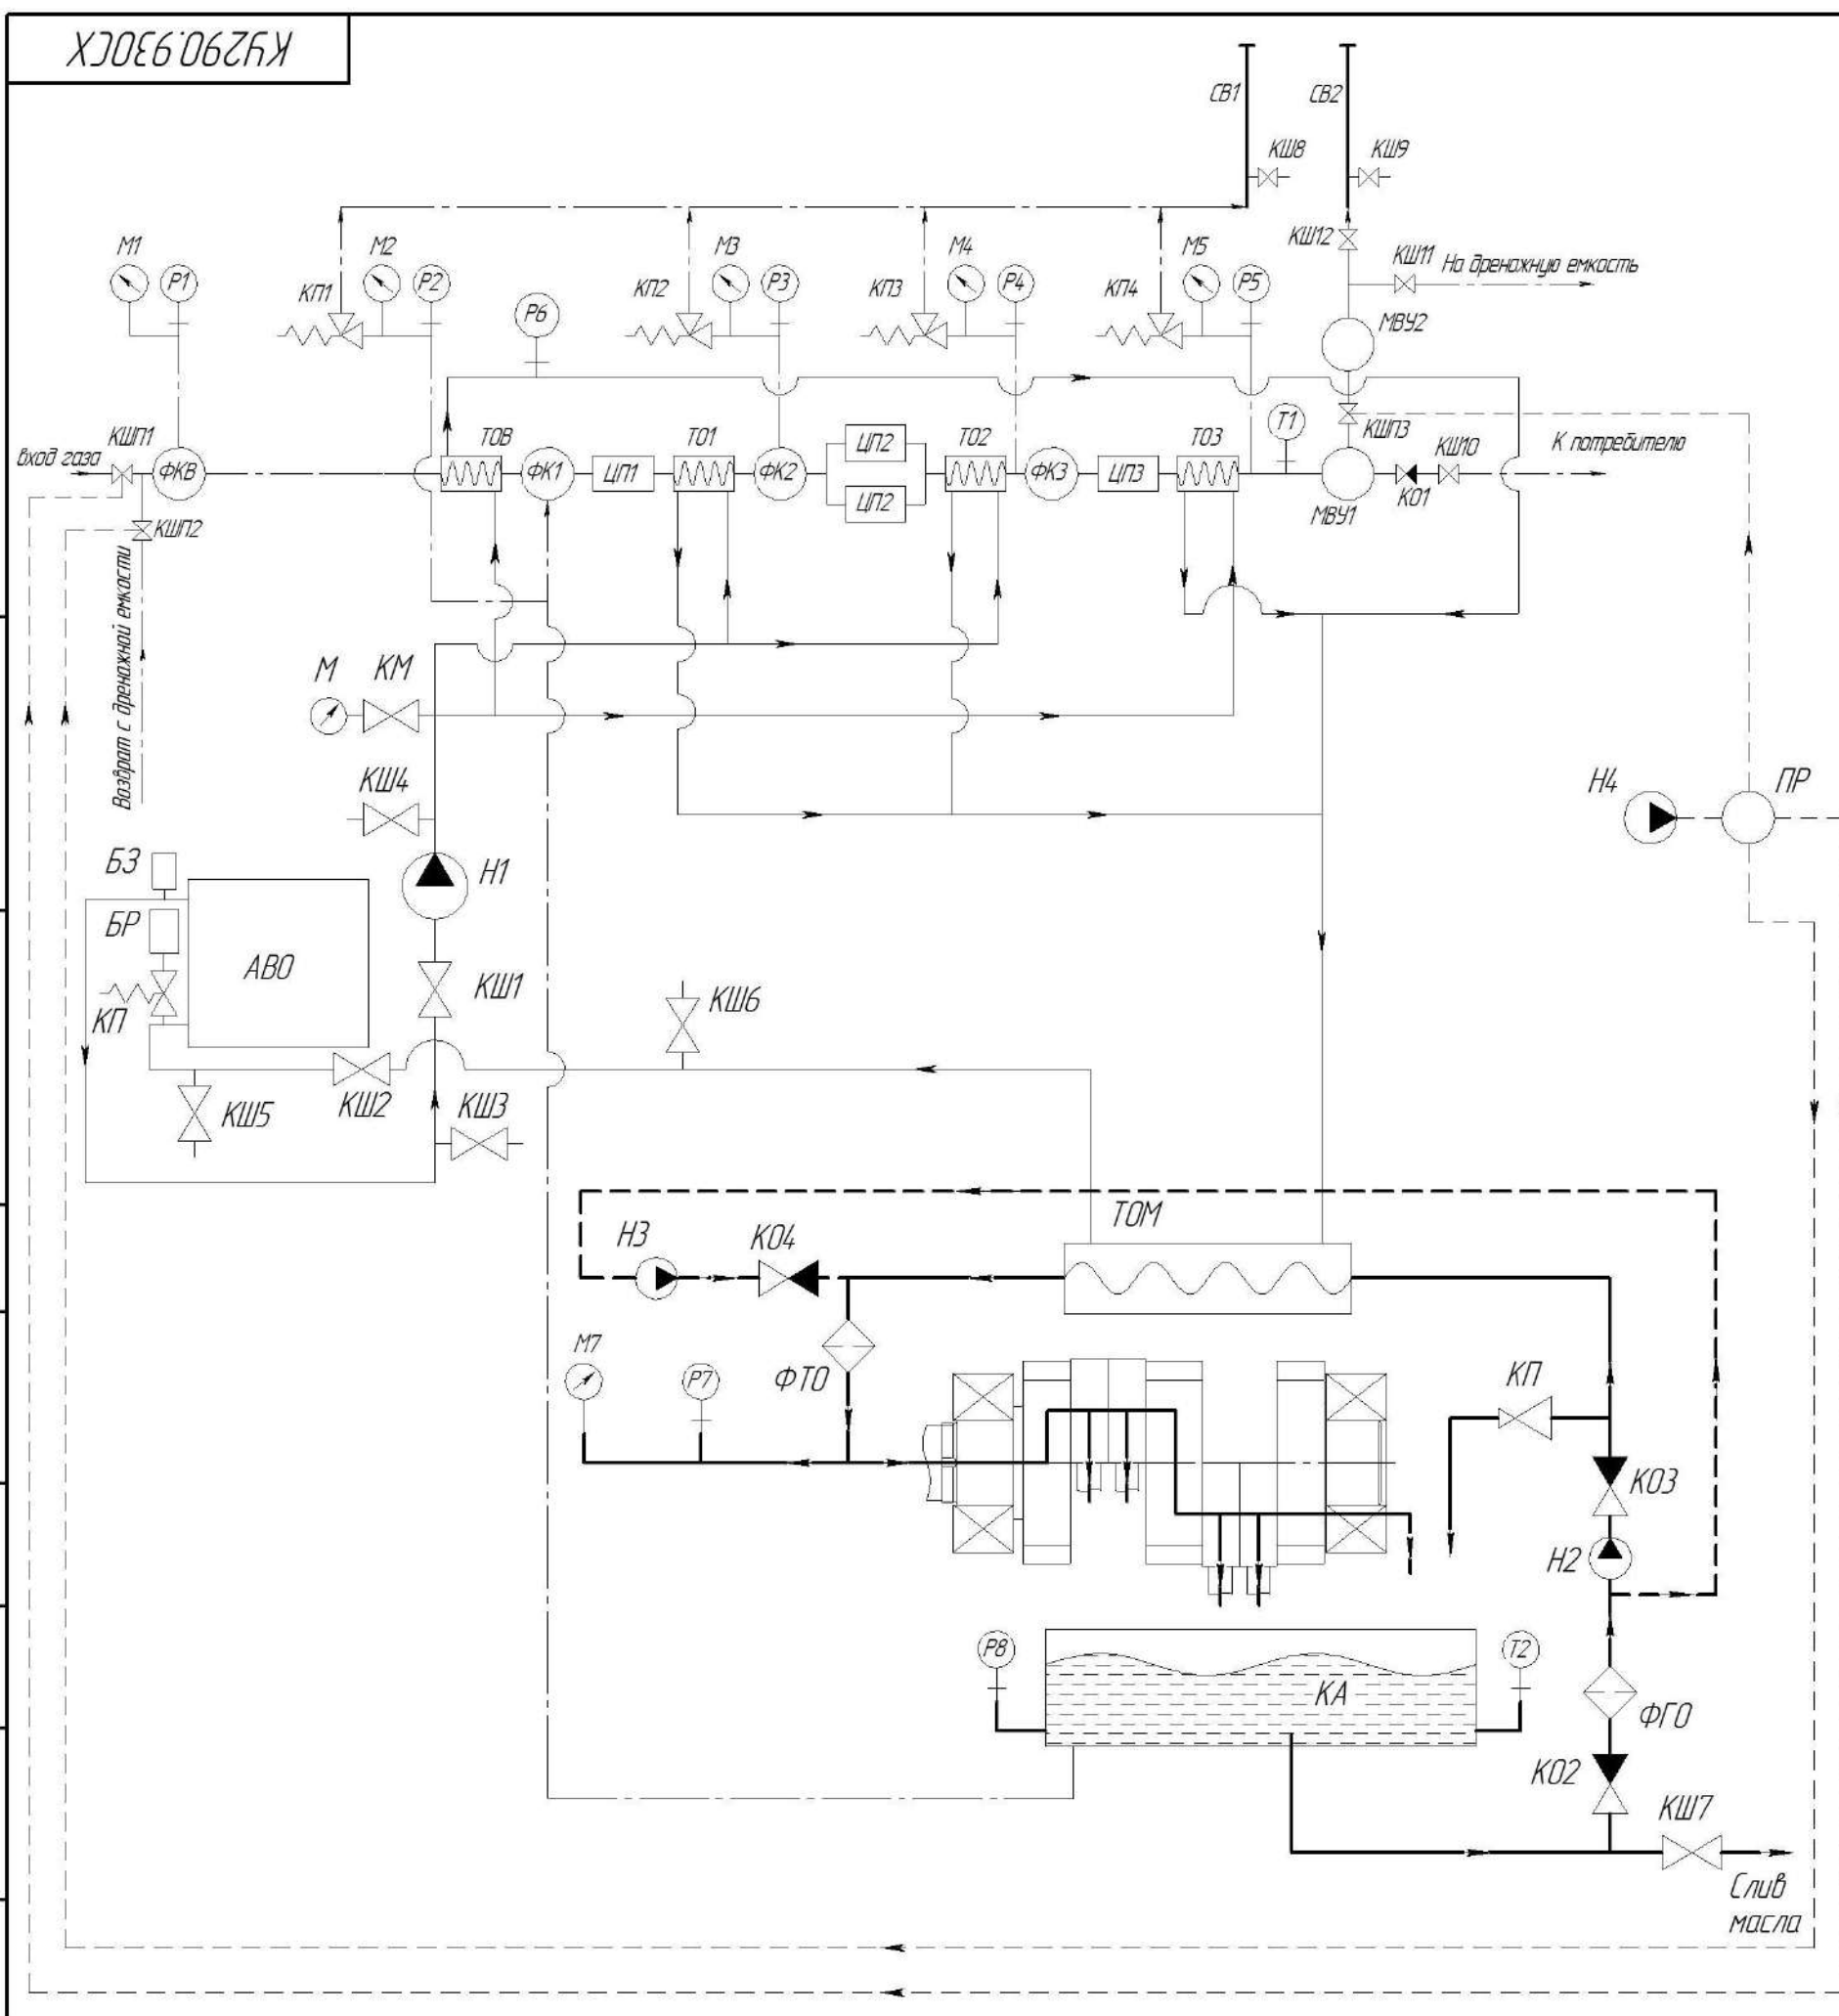 КУ290.930СХ
СВ1
СВ2
КШ8
КШ9
КШ12
КШ11
На дренажную емкость
М1
Р1
КП1
М2
Р2
КП2
М3
Р3
КП3
М4
Р4
КП4
М5
Р5
Р6
МВУ2
КШП3
Т1
вход газа
КШП1
ФКВ
ТОВ
ФК1
ЦП1
ТО1
ФК2
ЦП2
ЦП2
ТО2
ФК3
ЦП3
ТО3
МВУ1
КО1
КШ10
К потребителю
КШП2
Возврат с дренажной емкости
М
КМ
КШ4
Н4
ПР
БЗ
БР
АВО
Н1
КП
КШ1
КШ6
КШ5
КШ2
КШ3
ТОМ
Н3
КО4
М7
Р7
ФТО
КП
КО3
Н2
Р8
КА
Т2
ФГО
КО2
КШ7
Слив
масла